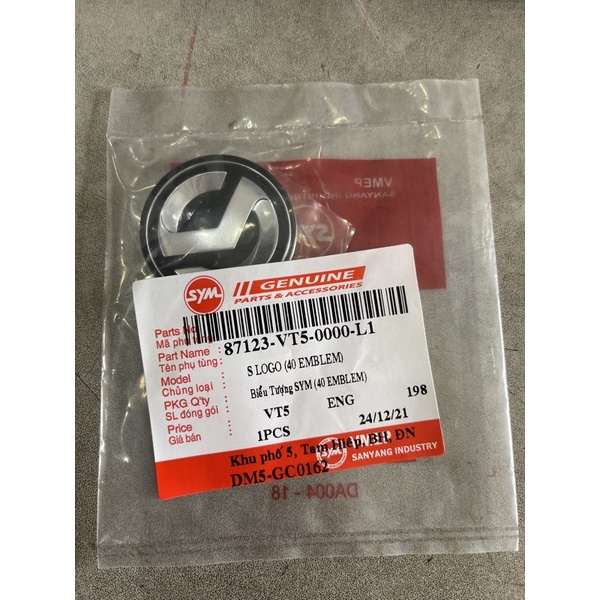 VMEP
SANYANG INDUSTRY
SYM GENUINE
PARTS & ACCESSORIES
Parts No
Mã phụ tùng
87123-VT5-0000-L1
Part Name :
Tên phụ tùng:
S LOGO (40 EMBLEM)
Model
Chủng loại
Biểu Tượng SYM (40 EMBLEM)
PKG Q'ty
SL đóng gói
VT5 ENG 198
Price
Giá bán
1PCS 24/12/21
Khu phố 5, Tam Hiệp, BH, ĐN
SANYANG INDUSTRY
DM5-GC0162
DA004 - 18